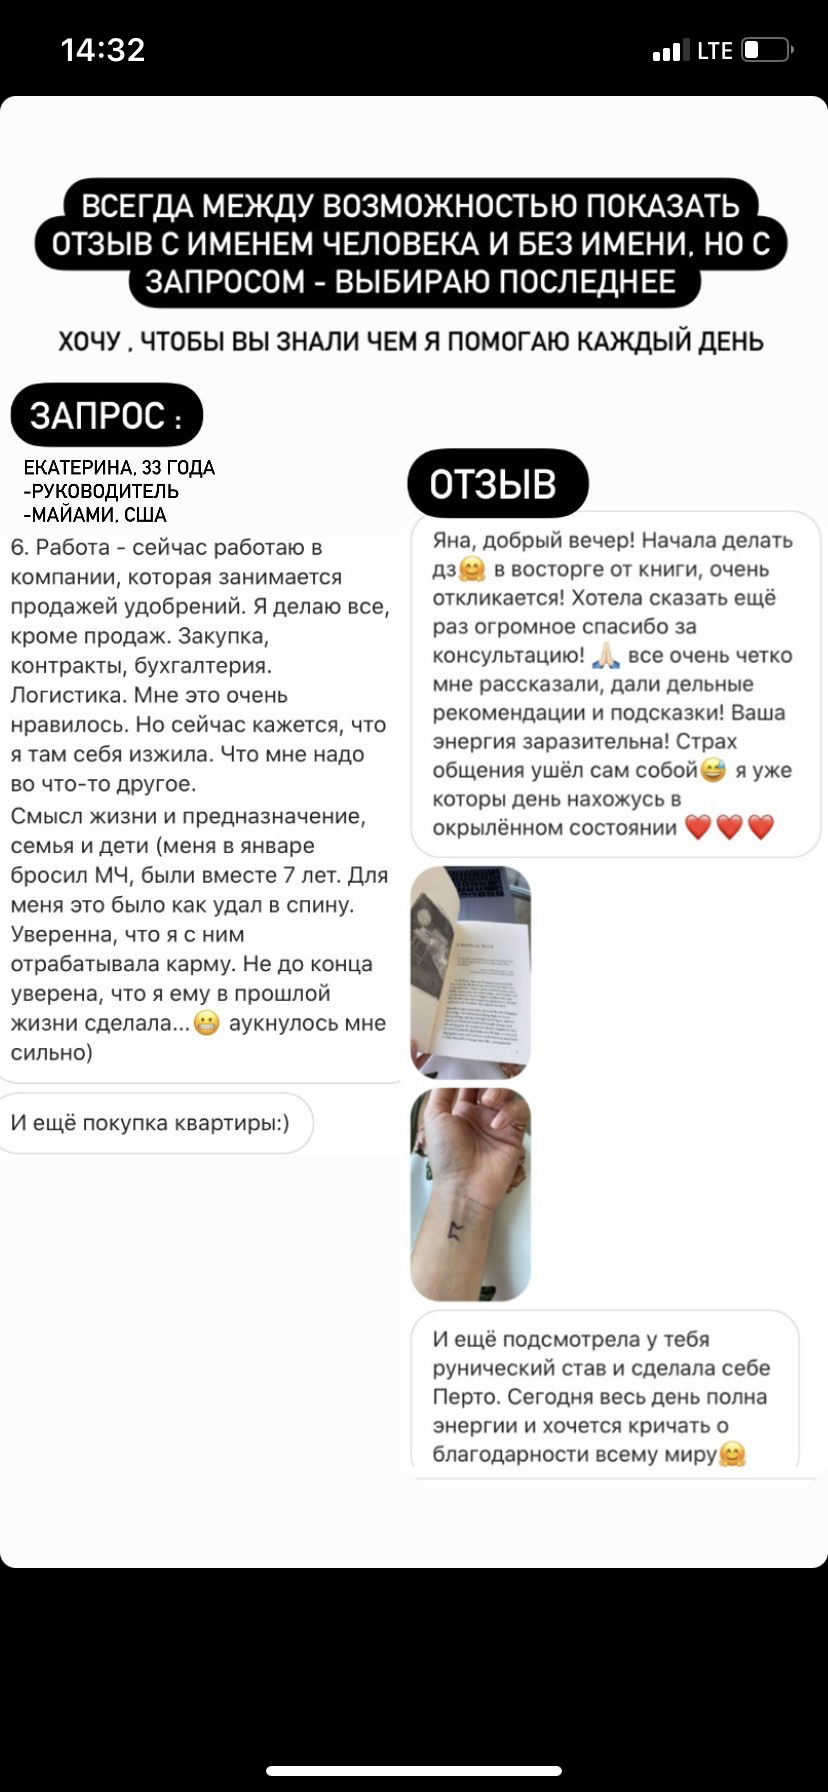 14:32
LTE
ВСЕГДА МЕЖДУ ВОЗМОЖНОСТЬЮ ПОКАЗАТЬ
ОТЗЫВ С ИМЕНЕМ ЧЕЛОВЕКА И БЕЗ ИМЕНИ, НО С
ЗАПРОСОМ - ВЫБИРАЮ ПОСЛЕДНЕЕ
ХОЧУ , ЧТОБЫ ВЫ ЗНАЛИ ЧЕМ Я ПОМОГАЮ КАЖДЫЙ ДЕНЬ
ЗАПРОС :
ЕКАТЕРИНА, 33 ГОДА
-РУКОВОДИТЕЛЬ
-МАЙАМИ, США
6. Работа - сейчас работаю в
компании, которая занимается
продажей удобрений. Я делаю все,
кроме продаж. Закупка,
контракты, бухгалтерия.
Логистика. Мне это очень
нравилось. Но сейчас кажется, что
я там себя изжила. Что мне надо
во что-то другое.
Смысл жизни и предназначение,
семья и дети (меня в январе
бросил МЧ, были вместе 7 лет. Для
меня это было как удал в спину.
Уверенна, что я с ним
отрабатывала карму. Не до конца
уверена, что я ему в прошлой
жизни сделала...😬 аукнулось мне
сильно)
И ещё покупка квартиры:)
ОТЗЫВ
Яна, добрый вечер! Начала делать
дз🤗 в восторге от книги, очень
откликается! Хотела сказать ещё
раз огромное спасибо за
консультацию! 🙏🏻 все очень четко
мне рассказали, дали дельные
рекомендации и подсказки! Ваша
энергия заразительна! Страх
общения ушёл сам собой😅 я уже
которы день нахожусь в
окрылённом состоянии ❤️❤️❤️
И ещё подсмотрела у тебя
рунический став и сделала себе
Перто. Сегодня весь день полна
энергии и хочется кричать о
благодарности всему миру🤗